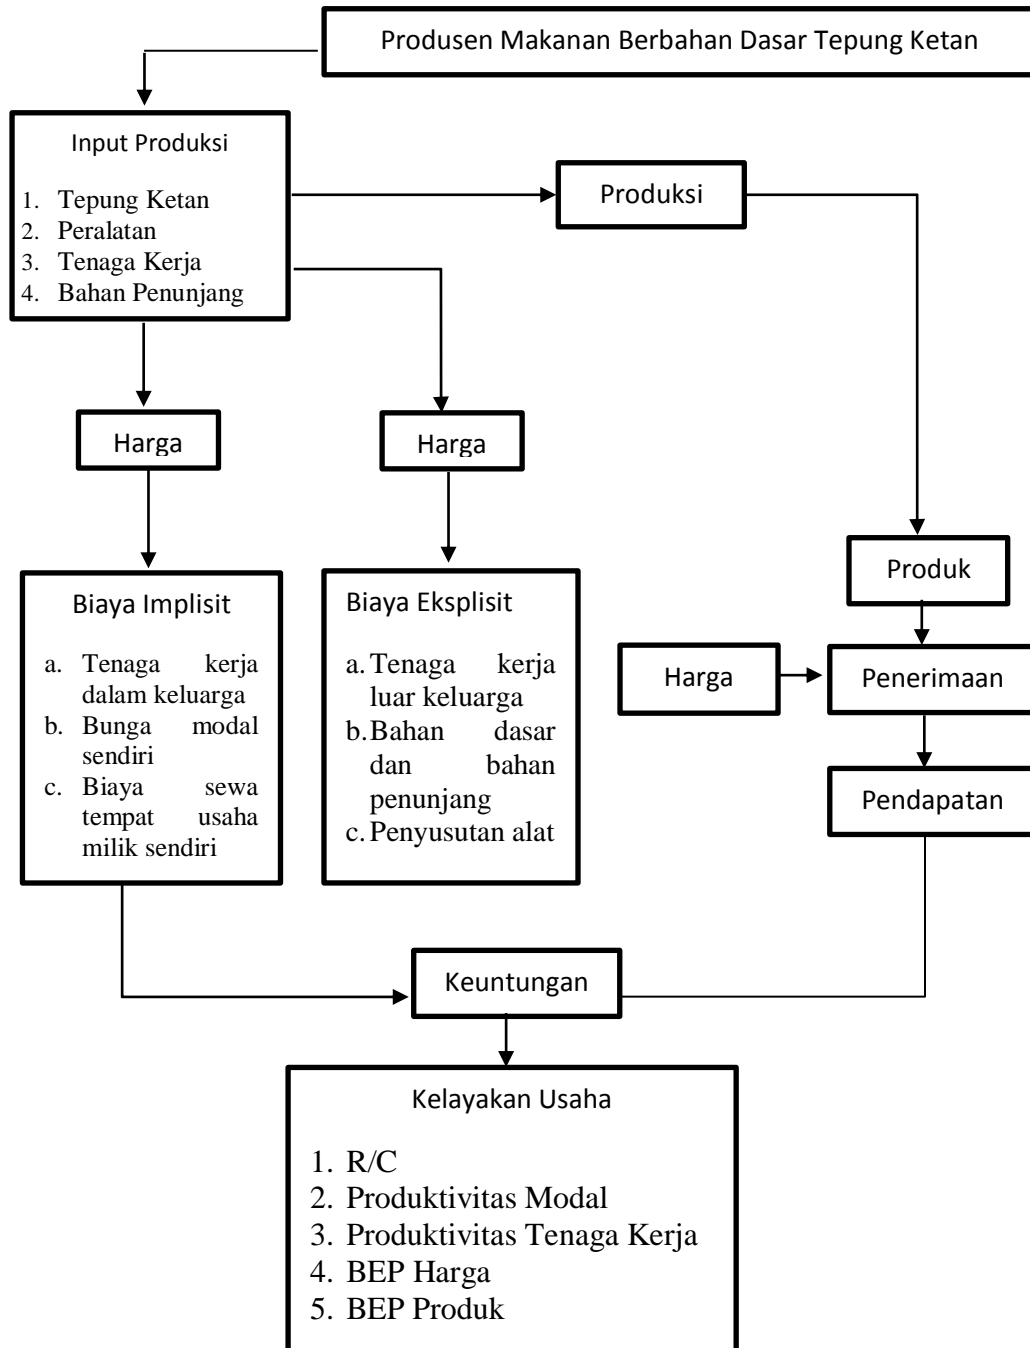 Produsen Makanan Berbahan Dasar Tepung Ketan
Input Produksi
1. Tepung Ketan
2. Peralatan
3. Tenaga Kerja
4. Bahan Penunjang
Produksi
Harga
Harga
Produk
Biaya Implisit
a. Tenaga kerja
dalam keluarga
b. Bunga modal
sendiri
c. Biaya sewa
tempat usaha
milik sendiri
Biaya Eksplisit
a. Tenaga kerja
luar keluarga
b. Bahan dasar
dan bahan
penunjang
c. Penyusutan alat
Harga
Penerimaan
Pendapatan
Keuntungan
Kelayakan Usaha
1. R/C
2. Produktivitas Modal
3. Produktivitas Tenaga Kerja
4. BEP Harga
5. BEP Produk